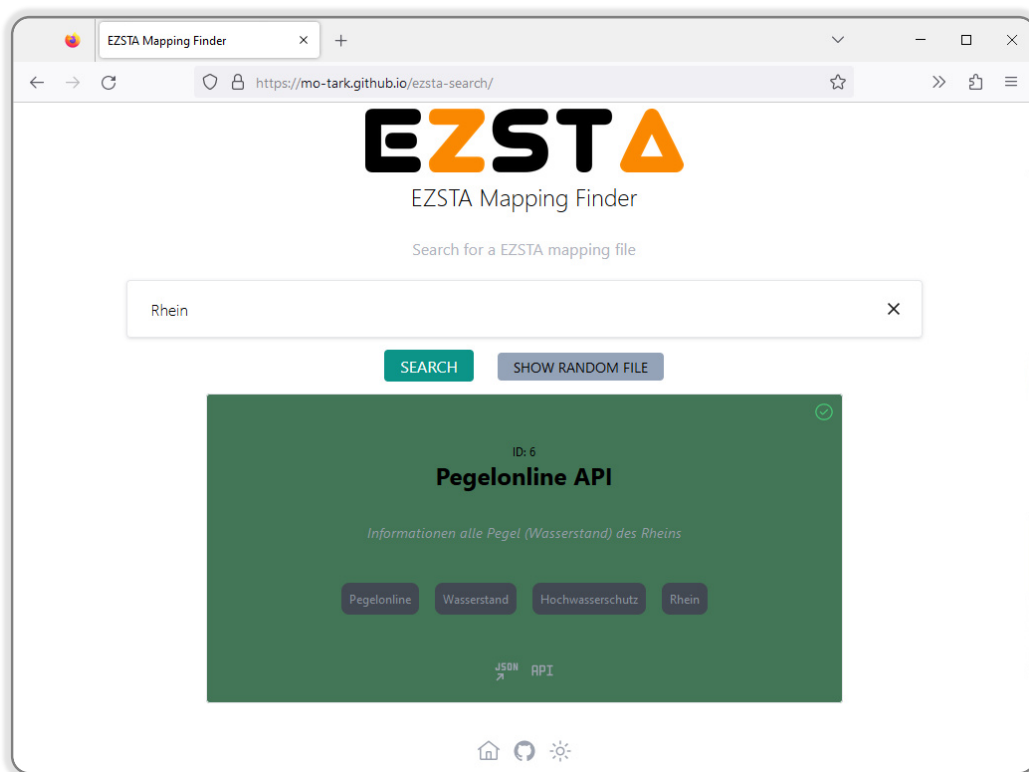 EZSTA Mapping Finder
https://mo-tark.github.io/ezsta-search/
EZSTA
EZSTA Mapping Finder
Search for a EZSTA mapping file
Rhein
SEARCH
SHOW RANDOM FILE
ID: 6
Pegelonline API
Informationen alle Pegel (Wasserstand) des Rheins
Pegelonline
Wasserstand
Hochwasserschutz
Rhein
JSON
API